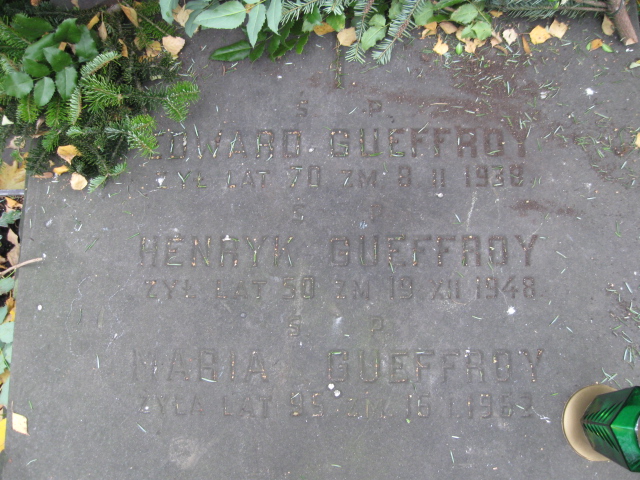 S P
EDWARD GUEFFROY
ŻYŁ LAT 70 ZM 9 II 1938
S P
HENRYK GUEFFROY
ŻYŁ LAT 50 ZM 19 XII 1948
S P
MARIA GUEFFROY
ŻYŁA LAT 95 ZM 16 I 1963